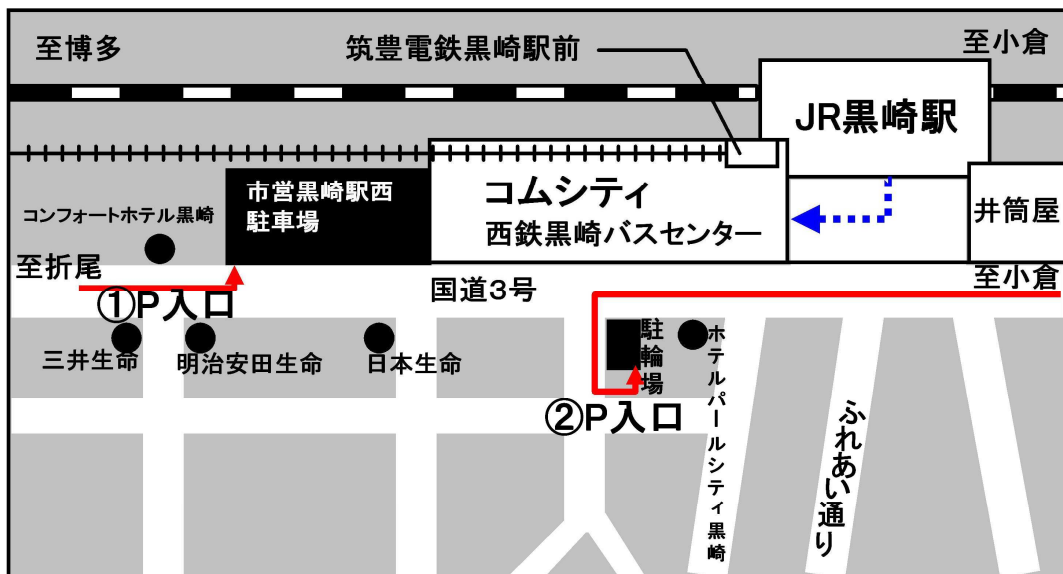 至博多
筑豊電鉄黒崎駅前
至小倉
JR黒崎駅
市営黒崎駅西
駐車場
コムシティ
西鉄黒崎バスセンター
井筒屋
コンフォートホテル黒崎
至折尾
至小倉
①P入口
国道3号
三井生命
明治安田生命
日本生命
駐輪場
②P入口
ホテルパールシティ黒崎
ふれあい通り